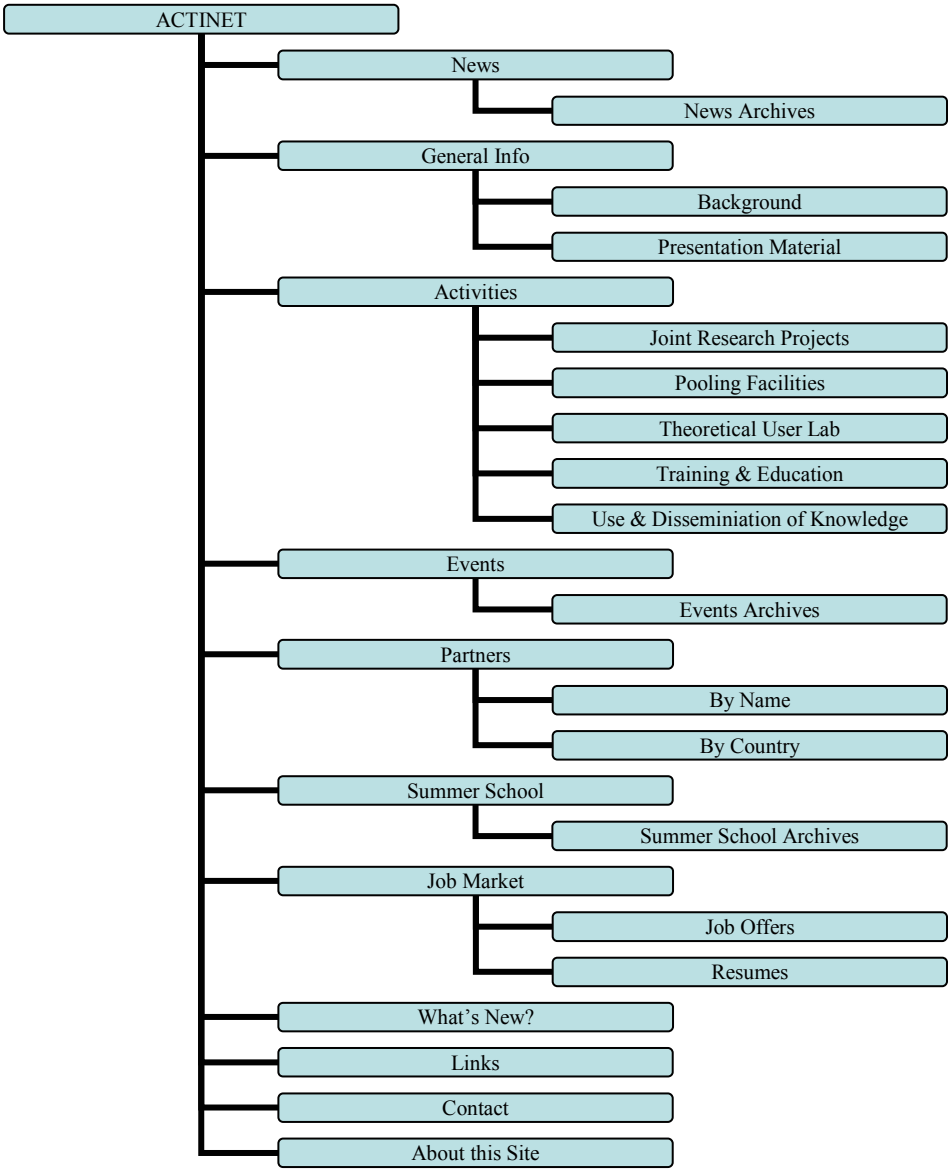 ACTINET
News
News Archives
General Info
Background
Presentation Material
Activities
Joint Research Projects
Pooling Facilities
Theoretical User Lab
Training & Education
Use & Disseminiation of Knowledge
Events
Events Archives
Partners
By Name
By Country
Summer School
Summer School Archives
Job Market
Job Offers
Resumes
What’s New?
Links
Contact
About this Site